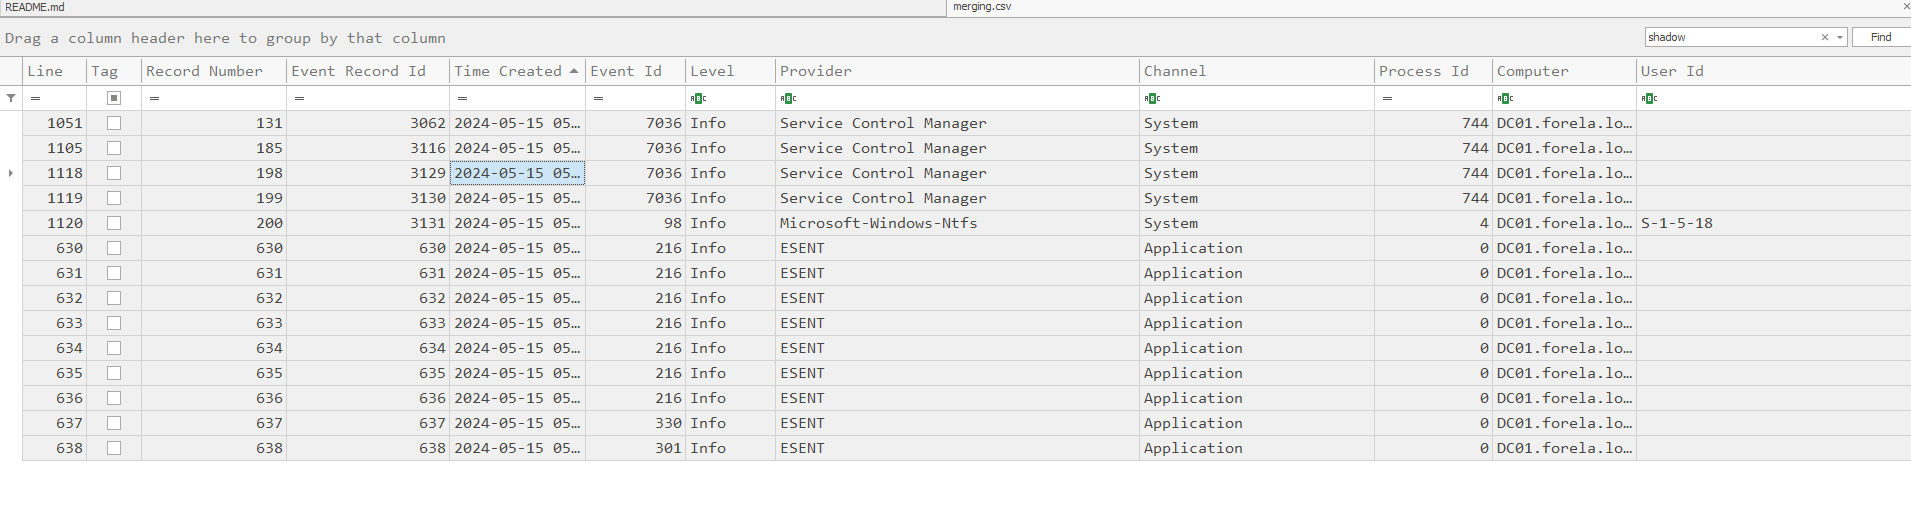 README.md merging.csv
Drag a column header here to group by that column shadow Find
Line Tag Record Number Event Record Id Time Created Event Id Level Provider Channel Process Id Computer User Id
= = = = = =
1051 131 3062 2024-05-15 05… 7036 Info Service Control Manager System 744 DC01.forela.lo…
1105 185 3116 2024-05-15 05… 7036 Info Service Control Manager System 744 DC01.forela.lo…
1118 198 3129 2024-05-15 05… 7036 Info Service Control Manager System 744 DC01.forela.lo…
1119 199 3130 2024-05-15 05… 7036 Info Service Control Manager System 744 DC01.forela.lo…
1120 200 3131 2024-05-15 05… 98 Info Microsoft-Windows-Ntfs System 4 DC01.forela.lo… S-1-5-18
630 630 630 2024-05-15 05… 216 Info ESENT Application 0 DC01.forela.lo…
631 631 631 2024-05-15 05… 216 Info ESENT Application 0 DC01.forela.lo…
632 632 632 2024-05-15 05… 216 Info ESENT Application 0 DC01.forela.lo…
633 633 633 2024-05-15 05… 216 Info ESENT Application 0 DC01.forela.lo…
634 634 634 2024-05-15 05… 216 Info ESENT Application 0 DC01.forela.lo…
635 635 635 2024-05-15 05… 216 Info ESENT Application 0 DC01.forela.lo…
636 636 636 2024-05-15 05… 216 Info ESENT Application 0 DC01.forela.lo…
637 637 637 2024-05-15 05… 330 Info ESENT Application 0 DC01.forela.lo…
638 638 638 2024-05-15 05… 301 Info ESENT Application 0 DC01.forela.lo…